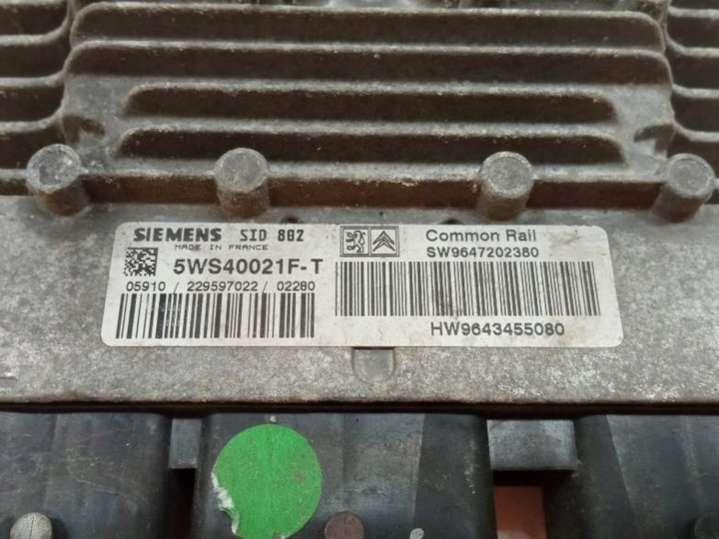 SIEMENS SID 802
MADE IN FRANCE
5WS40021F-T
05910 / 229597022 / 02280
Common Rail
SW9647202380
HW9643455080